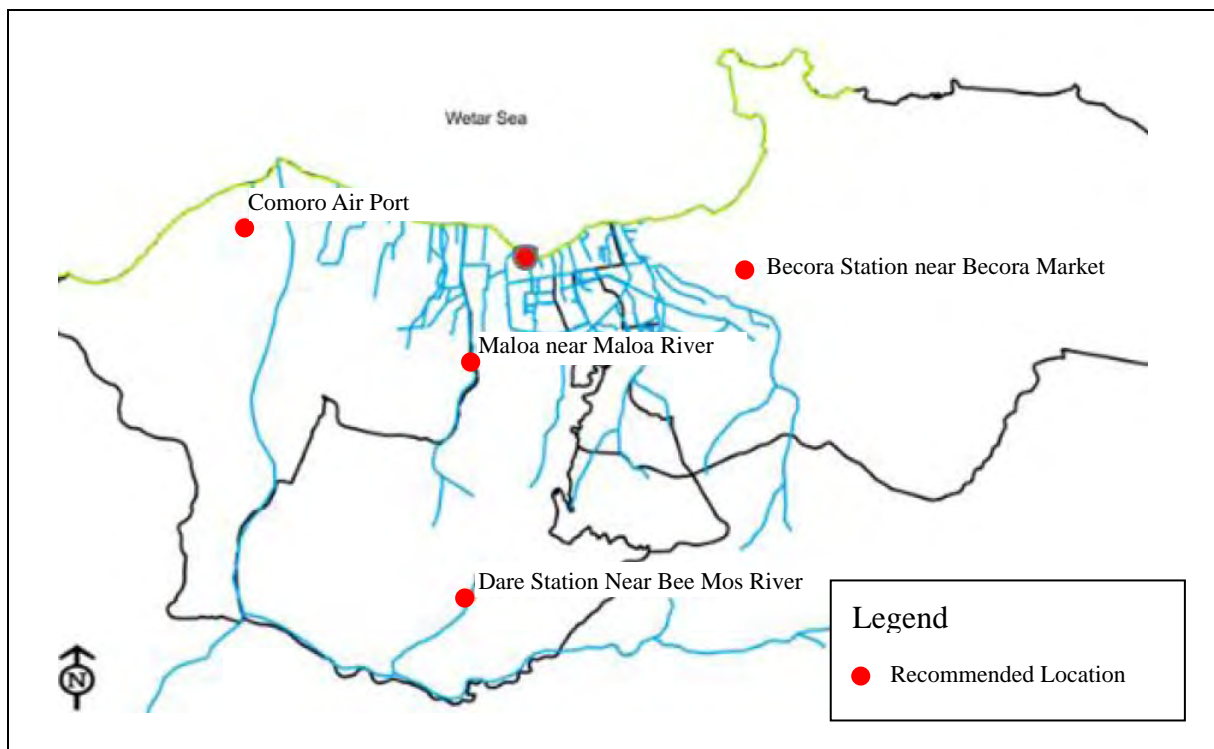 Wetar Sea
Comoro Air Port
Becora Station near Becora Market
Maloa near Maloa River
Dare Station Near Bee Mos River
Legend
Recommended Location
N